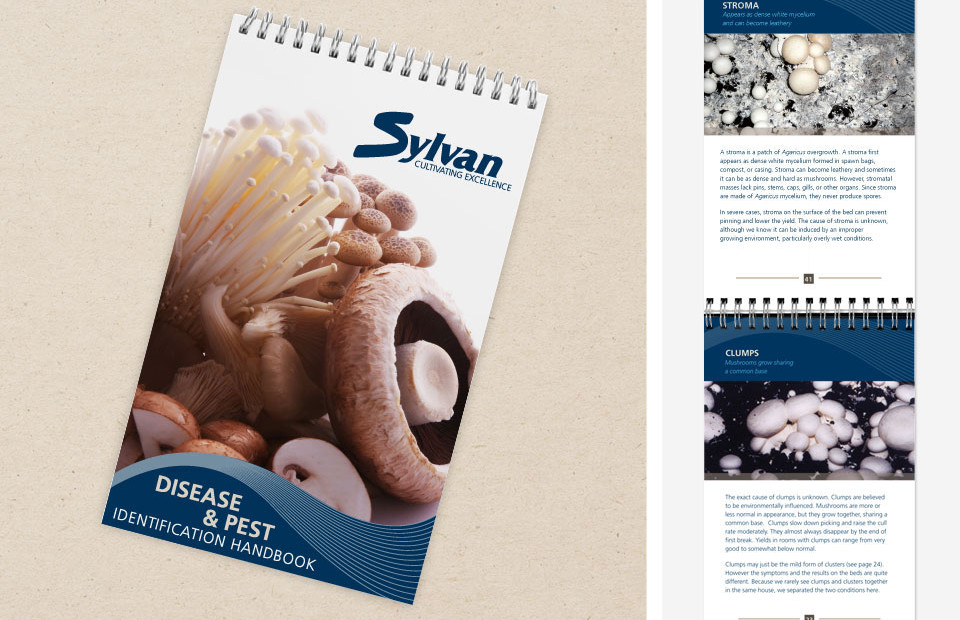 Sylvan
CULTIVATING EXCELLENCE
DISEASE
& PEST
IDENTIFICATION HANDBOOK
STROMA
Appears as dense white mycelium
and can become leathery
A stroma is a patch of Agaricus overgrowth. A stroma first
appears as dense white mycelium formed in spawn bags,
compost, or casing. Stroma can become leathery and sometimes
it can be as dense and hard as mushrooms. However, stromatal
masses lack pins, stems, caps, gills, or other organs. Since stroma
are made of Agaricus mycelium, they never produce spores.
In severe cases, stroma on the surface of the bed can prevent
pinning and lower the yield. The cause of stroma is unknown,
although we know it can be induced by an improper
growing environment, particularly overly wet conditions.
41
CLUMPS
Mushrooms grow sharing
a common base
The exact cause of clumps is unknown. Clumps are believed
to be environmentally influenced. Mushrooms are more or
less normal in appearance, but they grow together, sharing a
common base. Clumps slow down picking and raise the cull
rate moderately. They almost always disappear by the end of
first break. Yields in rooms with clumps can range from very
good to somewhat below normal.
Clumps may just be the mild form of clusters (see page 24).
However the symptoms and the results on the beds are quite
different. Because we rarely see clumps and clusters together
in the same house, we separated the two conditions here.